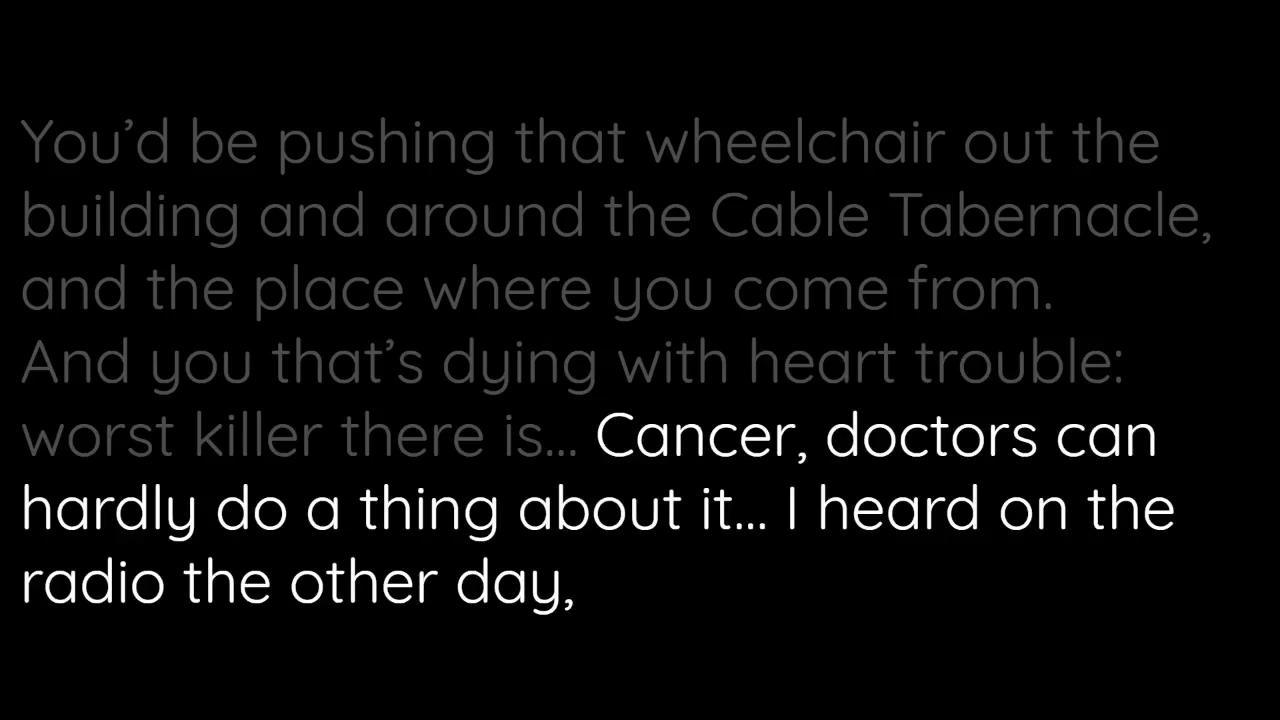 You’d be pushing that wheelchair out the
building and around the Cable Tabernacle,
and the place where you come from.
And you that’s dying with heart trouble:
worst killer there is... Cancer, doctors can
hardly do a thing about it... I heard on the
radio the other day,